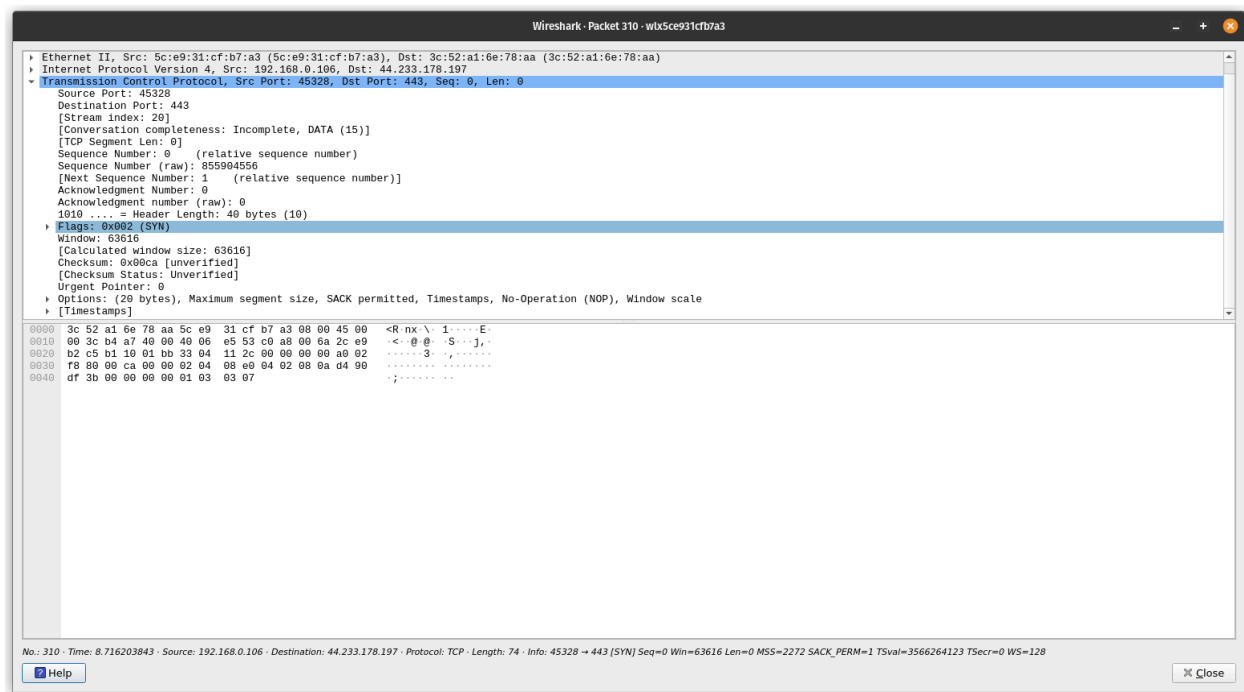 Wireshark · Packet 310 · wlx5ce931cfb7a3
Ethernet II, Src: 5c:e9:31:cf:b7:a3 (5c:e9:31:cf:b7:a3), Dst: 3c:52:a1:6e:78:aa (3c:52:a1:6e:78:aa)
Internet Protocol Version 4, Src: 192.168.0.106, Dst: 44.233.178.197
Transmission Control Protocol, Src Port: 45328, Dst Port: 443, Seq: 0, Len: 0
Source Port: 45328
Destination Port: 443
[Stream index: 20]
[Conversation completeness: Incomplete, DATA (15)]
[TCP Segment Len: 0]
Sequence Number: 0    (relative sequence number)
Sequence Number (raw): 855904556
[Next Sequence Number: 1    (relative sequence number)]
Acknowledgment Number: 0
Acknowledgment number (raw): 0
1010 .... = Header Length: 40 bytes (10)
Flags: 0x002 (SYN)
Window: 63616
[Calculated window size: 63616]
Checksum: 0x00ca [unverified]
[Checksum Status: Unverified]
Urgent Pointer: 0
Options: (20 bytes), Maximum segment size, SACK permitted, Timestamps, No-Operation (NOP), Window scale
[Timestamps]
0000 3c 52 a1 6e 78 aa 5c e9 31 cf b7 a3 08 00 45 00 <R·nx·\· 1·····E·
0010 00 3c b4 a7 40 00 40 06 e5 53 c0 a8 00 6a 2c e9 ·<··@·@· ·S···j,·
0020 b2 c5 b1 10 01 bb 33 04 11 2c 00 00 00 00 a0 02 ······3· ·,······
0030 f8 80 00 ca 00 00 02 04 08 e0 04 02 08 0a d4 90 ········ ········
0040 df 3b 00 00 00 00 01 03 03 07 ·;······ ··
No.: 310 · Time: 8.716203843 · Source: 192.168.0.106 · Destination: 44.233.178.197 · Protocol: TCP · Length: 74 · Info: 45328 → 443 [SYN] Seq=0 Win=63616 Len=0 MSS=2272 SACK_PERM=1 TSval=3566264123 TSecr=0 WS=128
Help
Close